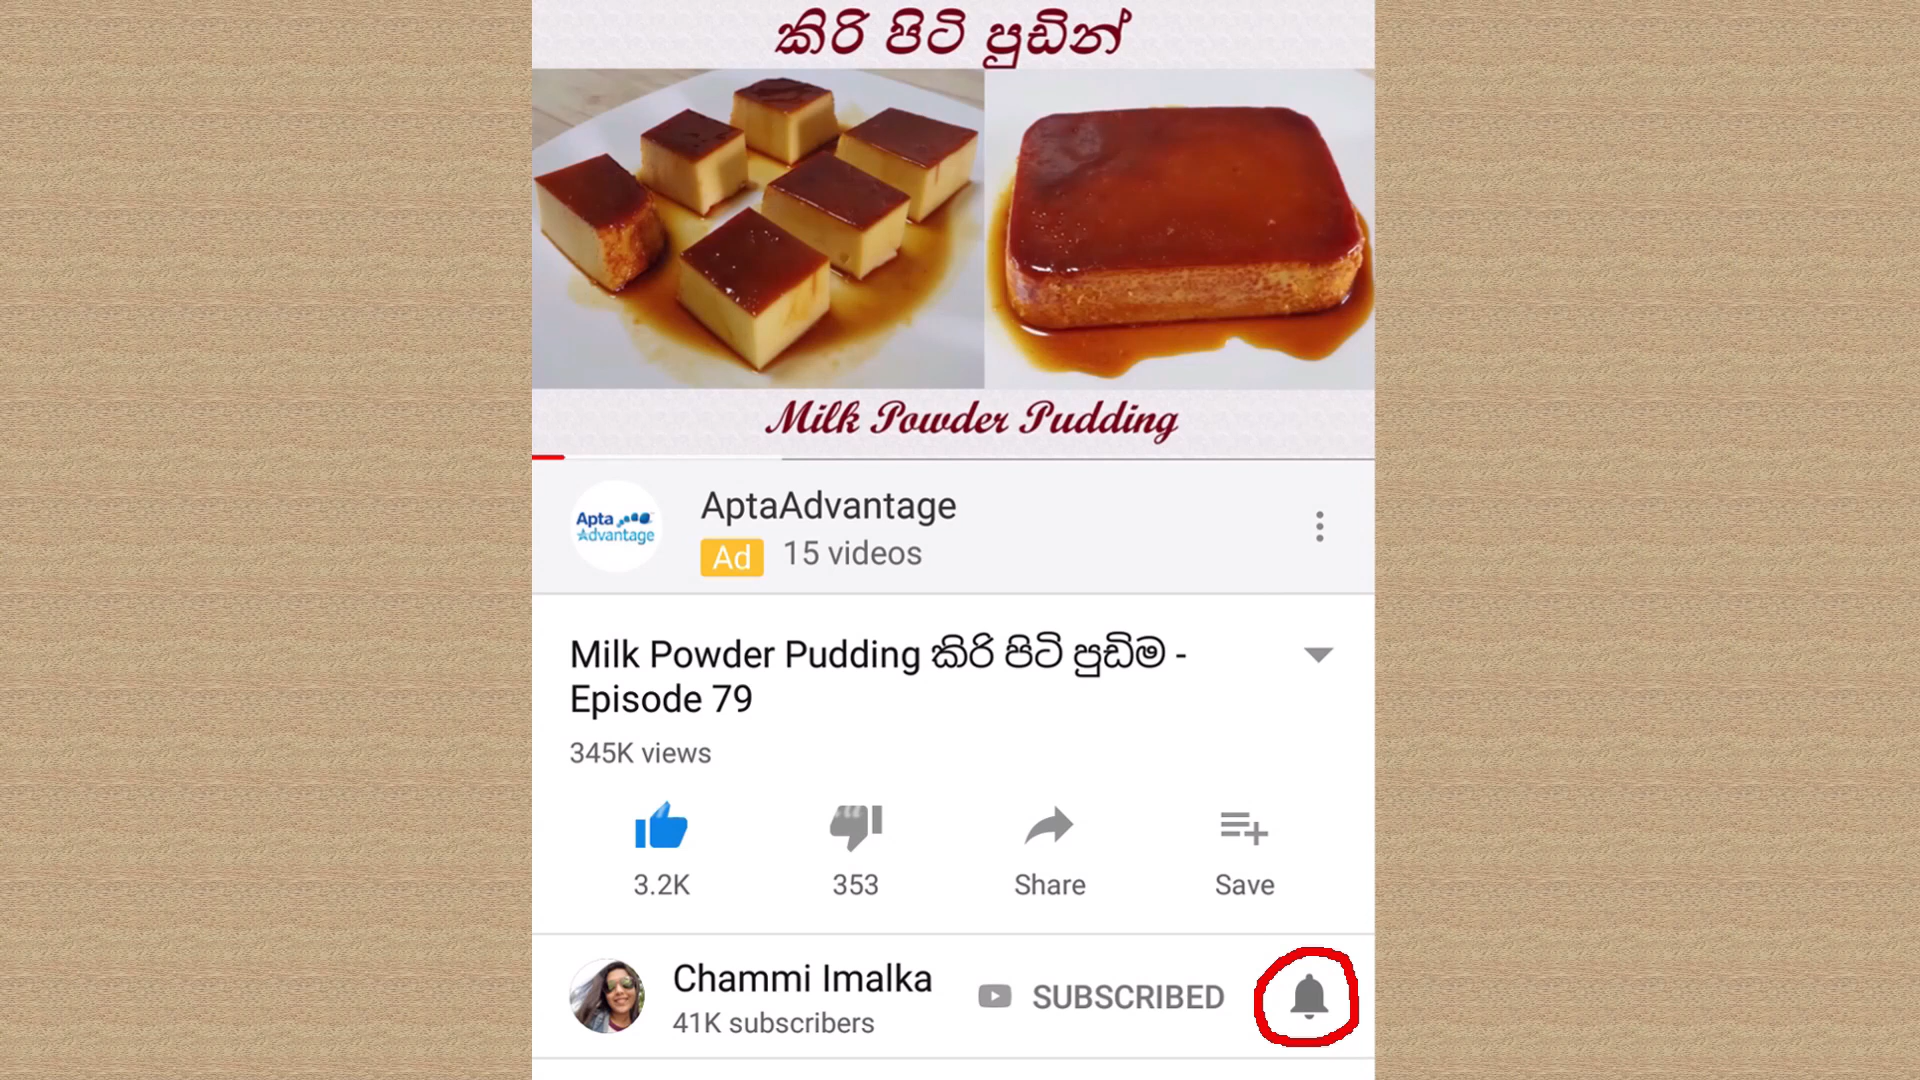 කිරි පිටි පුඩින්
Milk Powder Pudding
Apta
Advantage
AptaAdvantage
Ad 15 videos
Milk Powder Pudding කිරි පිටි පුඩිම -
Episode 79
345K views
3.2K 353 Share Save
Chammi Imalka
SUBSCRIBED
41K subscribers